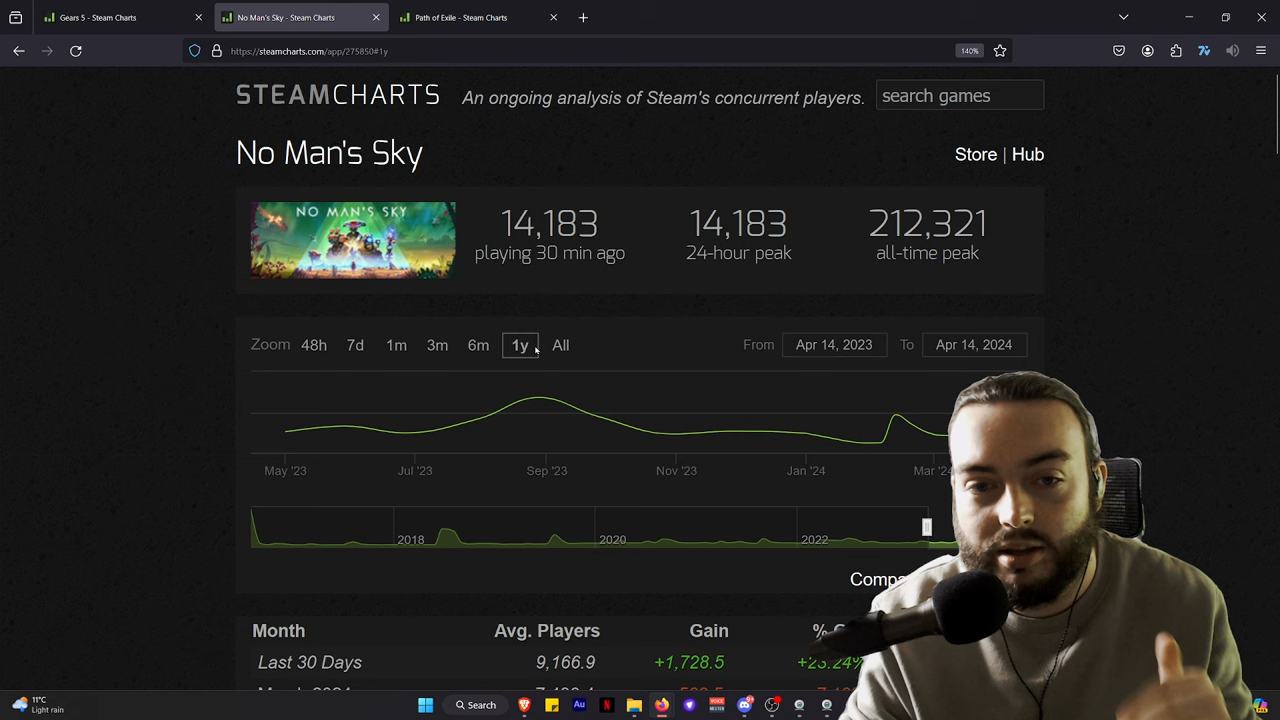 Gears 5 - Steam Charts
No Man's Sky - Steam Charts
Path of Exile - Steam Charts
https://steamcharts.com/app/275850#1y
140%
STEAMCHARTS
An ongoing analysis of Steam's concurrent players.
search games
No Man's Sky
Store | Hub
NO MAN'S SKY
14,183
playing 30 min ago
14,183
24-hour peak
212,321
all-time peak
Zoom 48h 7d 1m 3m 6m 1y All
From Apr 14, 2023 To Apr 14, 2024
May '23 Jul '23 Sep '23 Nov '23 Jan '24 Mar '24
2018 2020 2022
Month Avg. Players Gain
Last 30 Days 9,166.9 +1,728.5 +23.24%
11°C
Light rain
Search